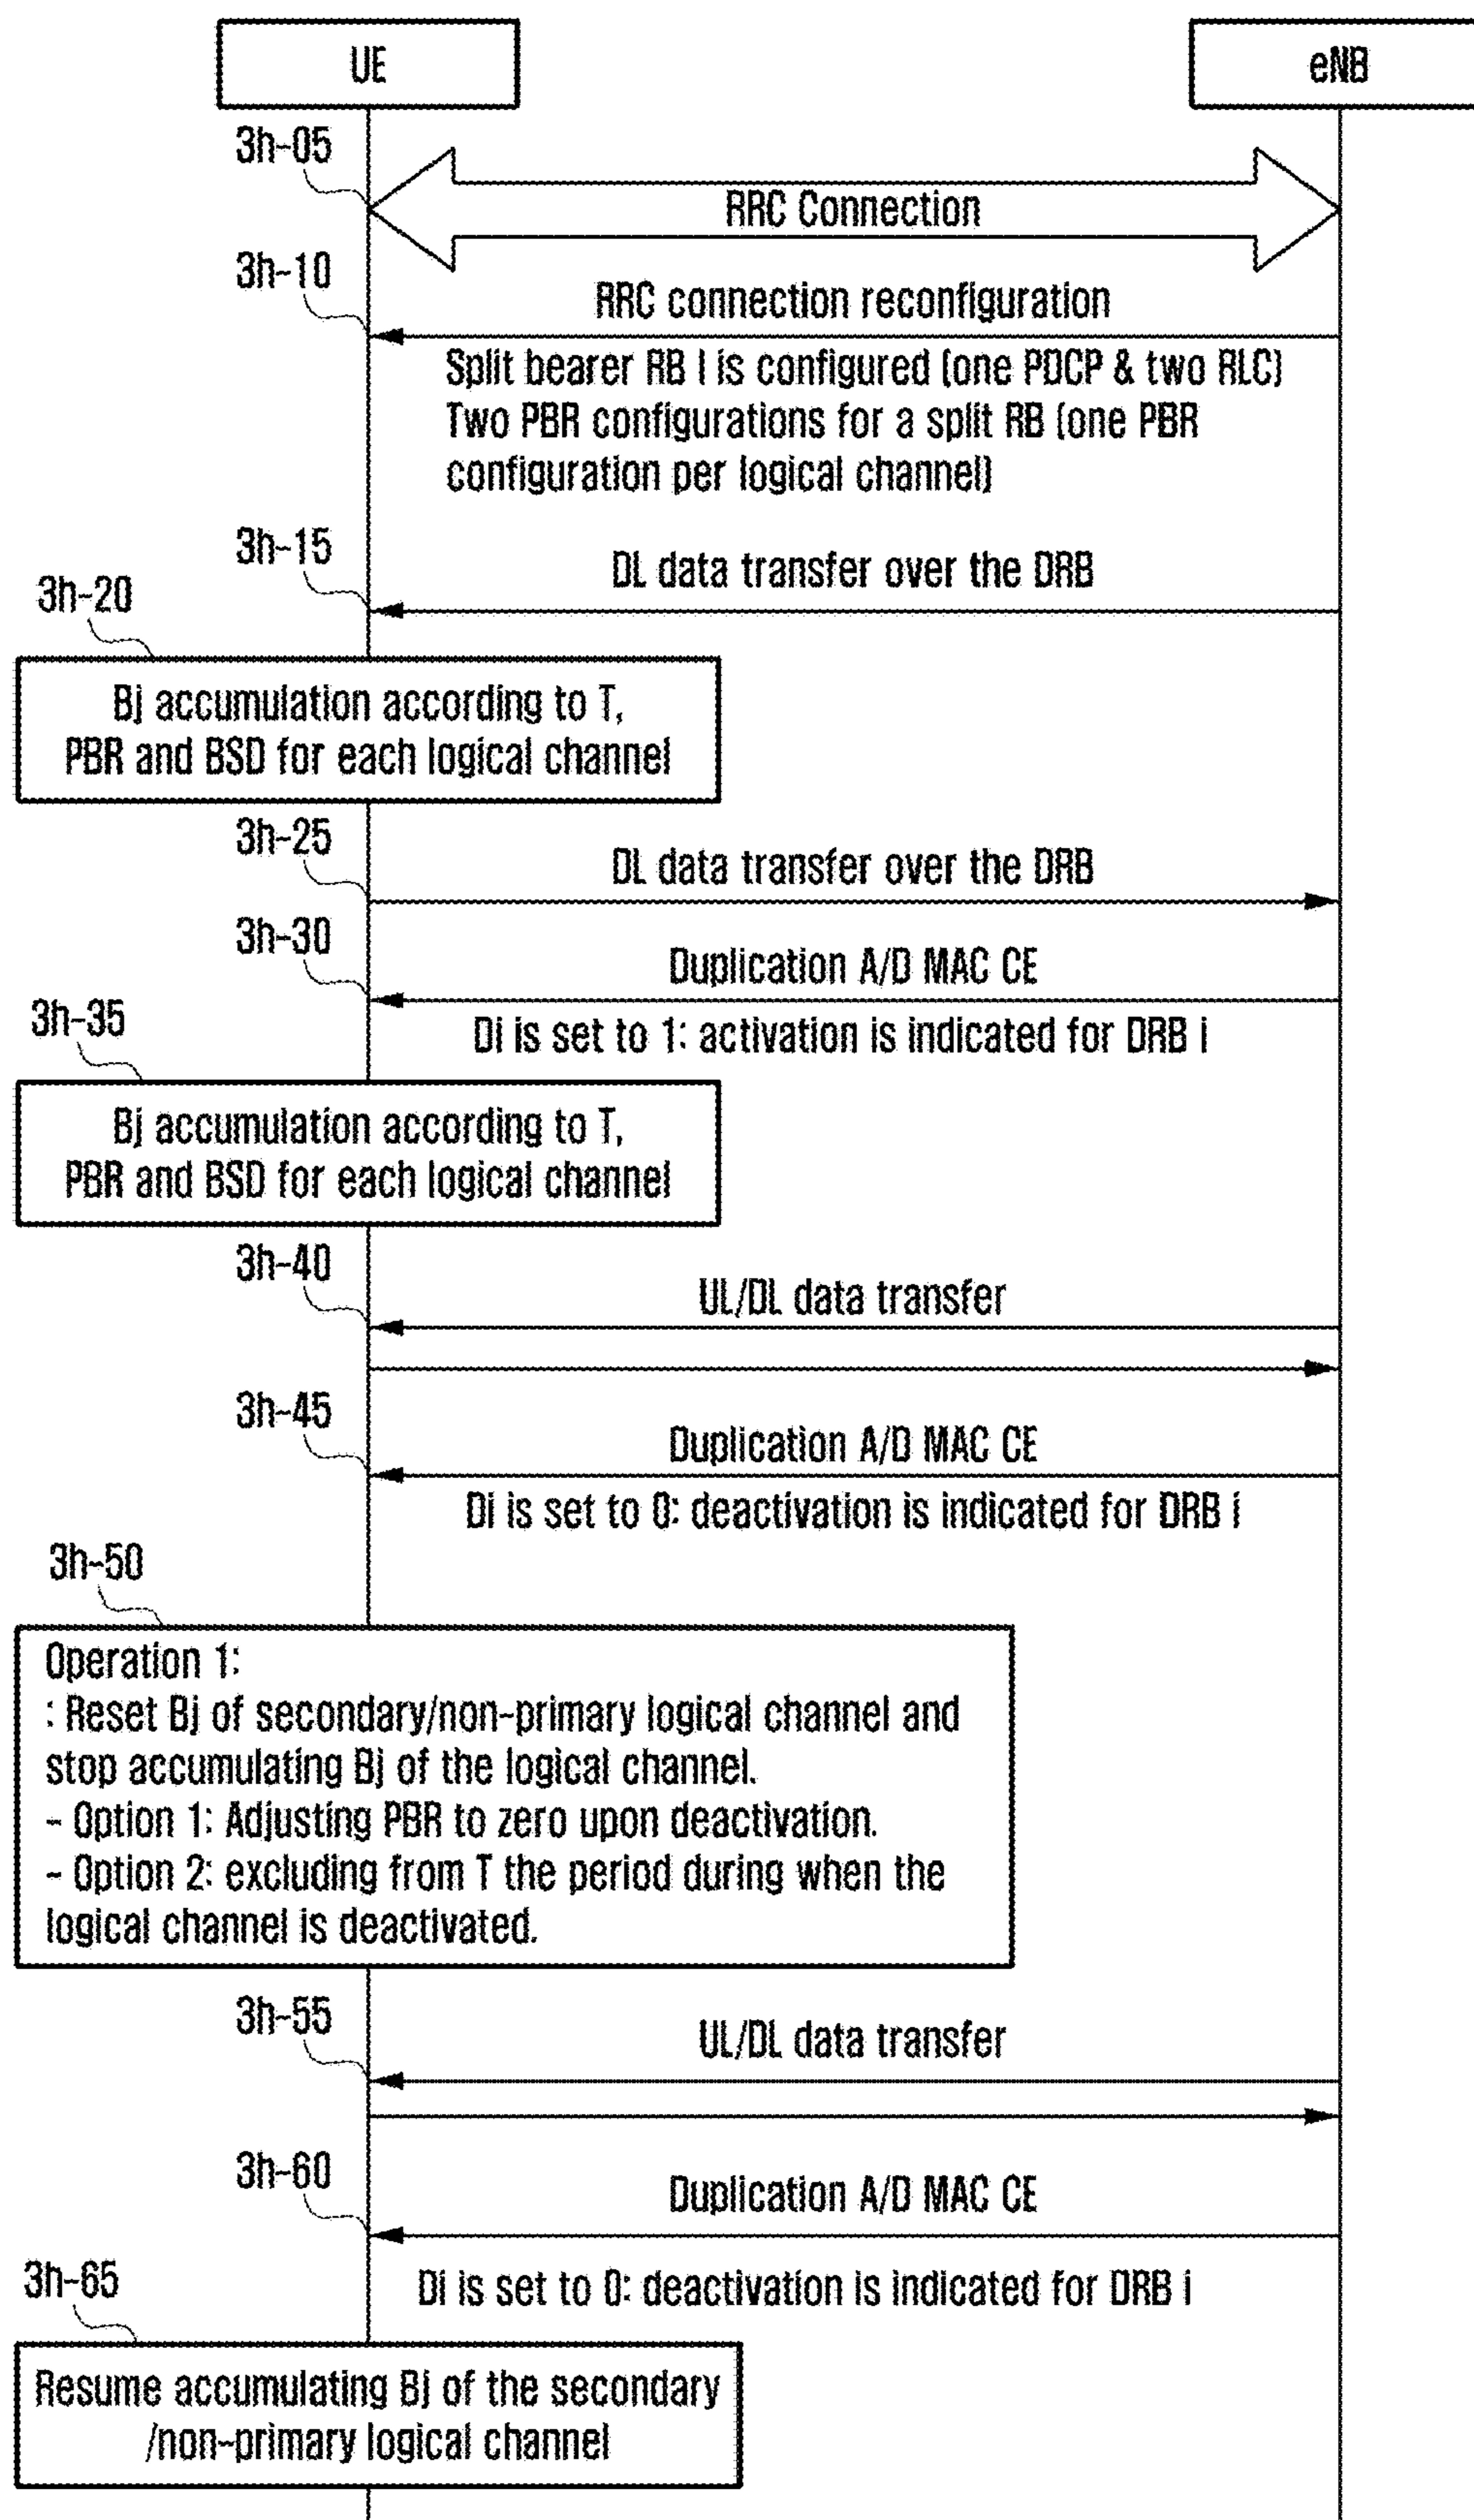 UE
eNB
3h-05
RRC Connection
3h-10
RRC connection reconfiguration
Split bearer RB I is configured (one PDCP & two RLC)
Two PBR configurations for a split RB (one PBR
configuration per logical channel)
3h-15
DL data transfer over the DRB
3h-20
Bj accumulation according to T,
PBR and BSD for each logical channel
3h-25
DL data transfer over the DRB
3h-30
Duplication A/D MAC CE
Di is set to 1: activation is indicated for DRB i
3h-35
Bj accumulation according to T,
PBR and BSD for each logical channel
3h-40
UL/DL data transfer
3h-45
Duplication A/D MAC CE
Di is set to 0: deactivation is indicated for DRB i
3h-50
Operation 1:
: Reset Bj of secondary/non-primary logical channel and
stop accumulating Bj of the logical channel.
- Option 1: Adjusting PBR to zero upon deactivation.
- Option 2: excluding from T the period during when the
logical channel is deactivated.
3h-55
UL/DL data transfer
3h-60
Duplication A/D MAC CE
Di is set to 0: deactivation is indicated for DRB i
3h-65
Resume accumulating Bj of the secondary
/non-primary logical channel